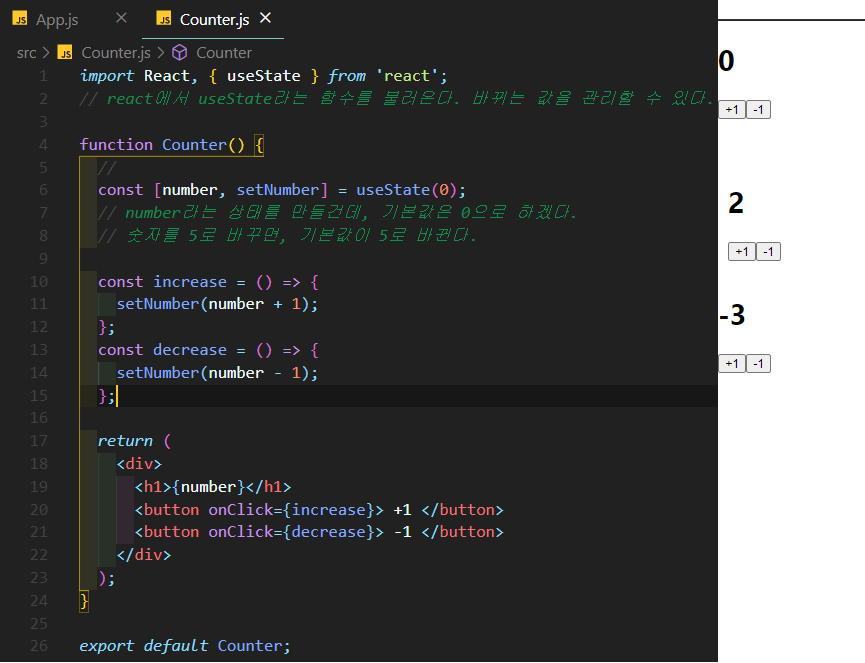 JS App.js × JS Counter.js ×
src > JS Counter.js > Counter
1 import React, { useState } from 'react';
2 // react에서 useState라는 함수를 불러온다. 바뀌는 값을 관리할 수 있다.
3
4 function Counter() {
5 //
6 const [number, setNumber] = useState(0);
7 // number라는 상태를 만들건데, 기본값은 0으로 하겠다.
8 // 숫자를 5로 바꾸면, 기본값이 5로 바뀐다.
9
10 const increase = () => {
11 setNumber(number + 1);
12 };
13 const decrease = () => {
14 setNumber(number - 1);
15 };
16
17 return (
18 <div>
19 <h1>{number}</h1>
20 <button onClick={increase}> +1 </button>
21 <button onClick={decrease}> -1 </button>
22 </div>
23 );
24 }
25
26 export default Counter;
0
+1 -1
2
+1 -1
-3
+1 -1